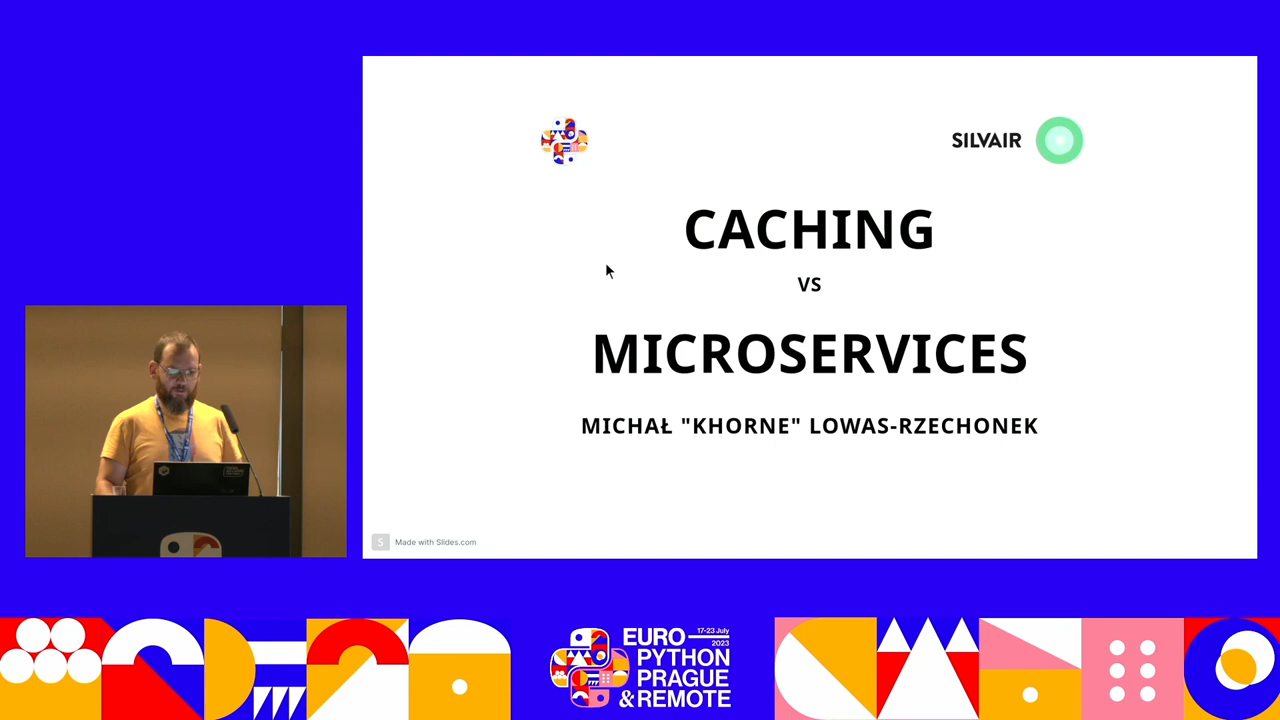 SILVAIR
CACHING
VS
MICROSERVICES
MICHAŁ "KHORNE" LOWAS-RZECHONEK
S Made with Slides.com
EURO 17-23 July 2023
PYTHON
PRAGUE
& REMOTE